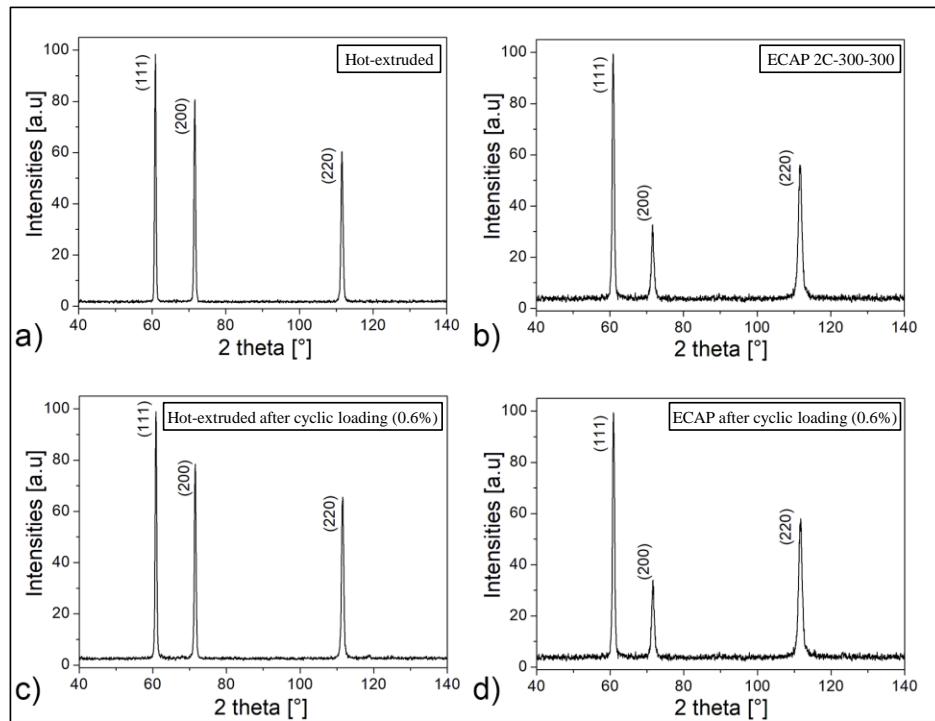 Hot-extruded
100
80
60
40
20
0
Intensities [a.u]
(111)
(200)
(220)
40 60 80 100 120 140
2 theta [°]
a)
ECAP 2C-300-300
100
80
60
40
20
0
Intensities [a.u]
(111)
(200)
(220)
40 60 80 100 120 140
2 theta [°]
b)
Hot-extruded after cyclic loading (0.6%)
100
80
60
40
20
0
Intensities [a.u]
(111)
(200)
(220)
40 60 80 100 120 140
2 theta [°]
c)
ECAP after cyclic loading (0.6%)
100
80
60
40
20
0
Intensities [a.u]
(111)
(200)
(220)
40 60 80 100 120 140
2 theta [°]
d)